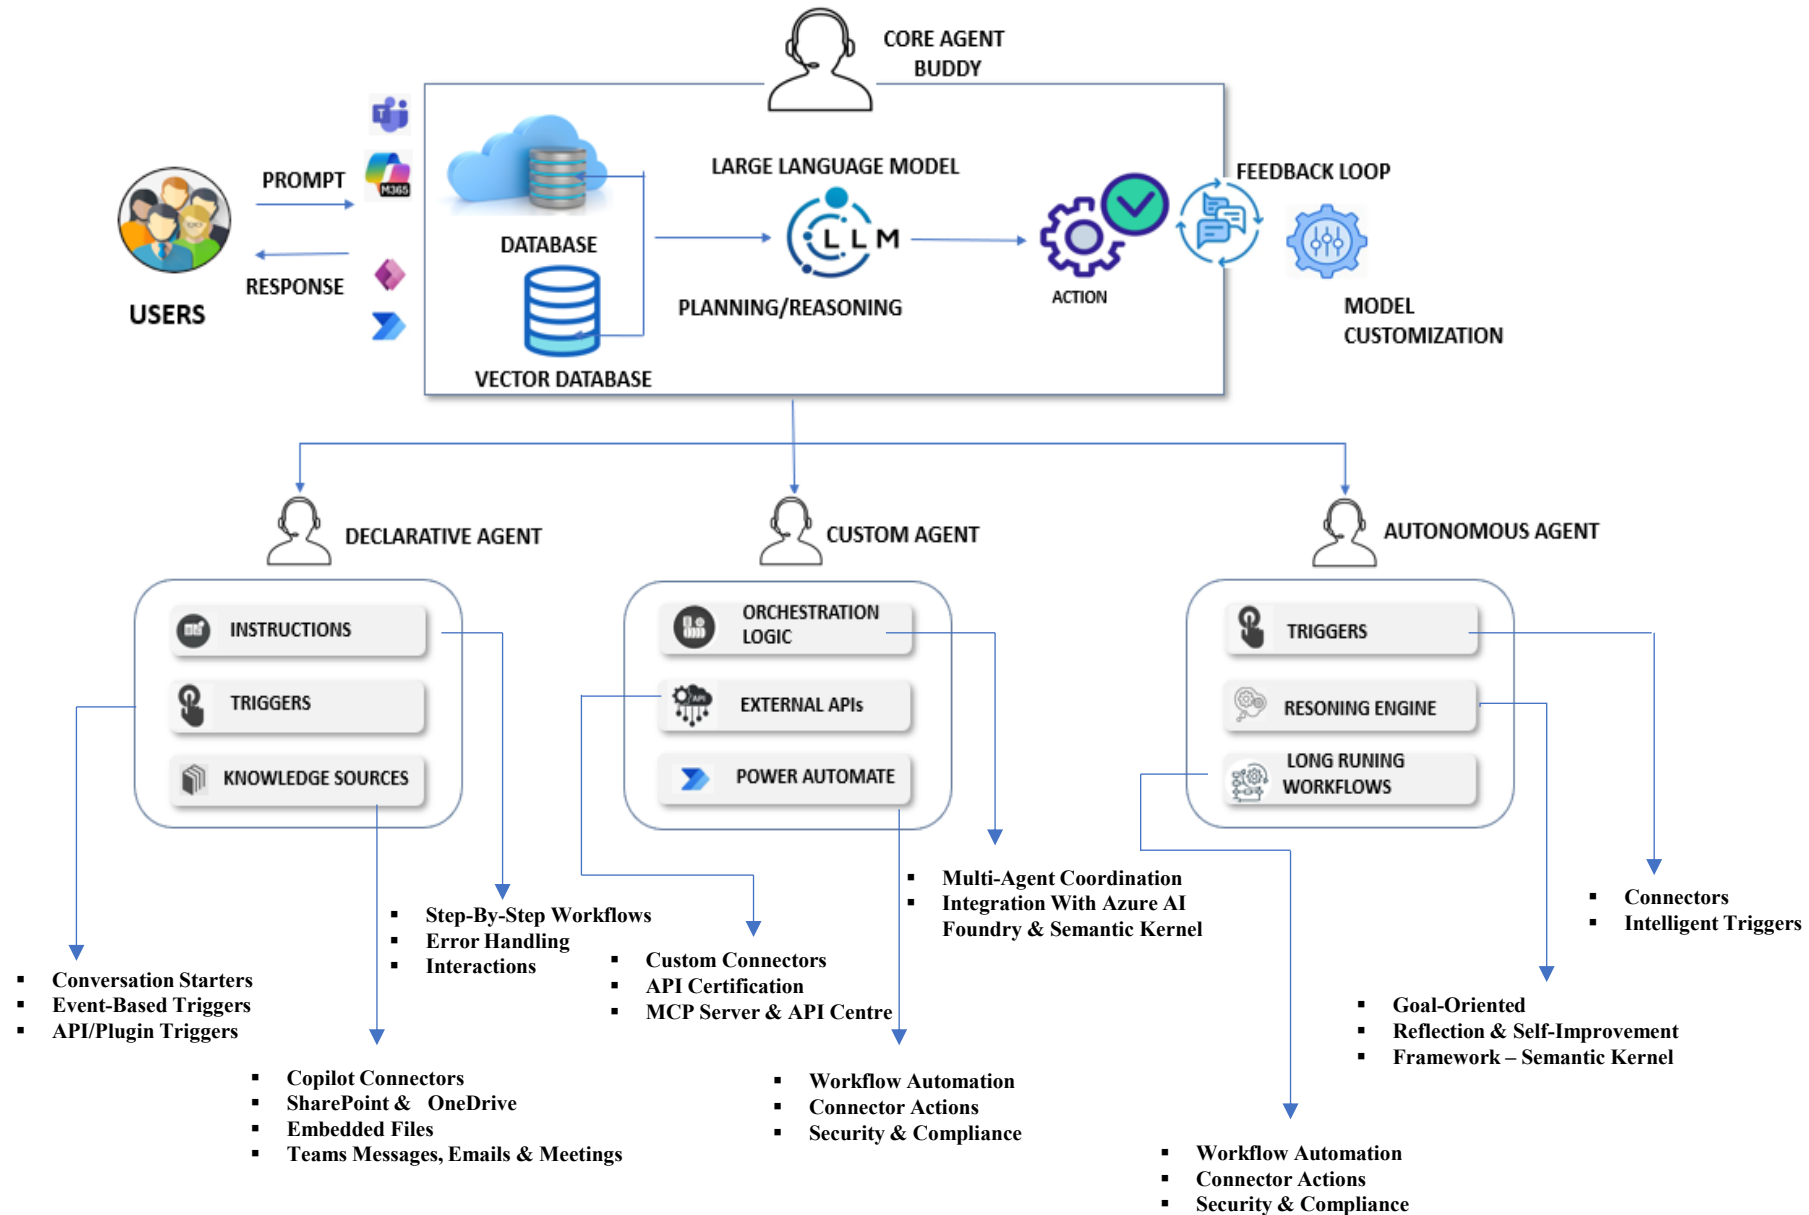 CORE AGENT
BUDDY
PROMPT
M365
RESPONSE
USERS
DATABASE
VECTOR DATABASE
LARGE LANGUAGE MODEL
LLM
PLANNING/REASONING
ACTION
FEEDBACK LOOP
MODEL
CUSTOMIZATION
DECLARATIVE AGENT
INSTRUCTIONS
TRIGGERS
KNOWLEDGE SOURCES
CUSTOM AGENT
ORCHESTRATION
LOGIC
API
EXTERNAL APIs
POWER AUTOMATE
AUTONOMOUS AGENT
TRIGGERS
RESONING ENGINE
LONG RUNING
WORKFLOWS
▪ Conversation Starters
▪ Event-Based Triggers
▪ API/Plugin Triggers
▪ Step-By-Step Workflows
▪ Error Handling
▪ Interactions
▪ Copilot Connectors
▪ SharePoint & OneDrive
▪ Embedded Files
▪ Teams Messages, Emails & Meetings
▪ Custom Connectors
▪ API Certification
▪ MCP Server & API Centre
▪ Multi-Agent Coordination
▪ Integration With Azure AI
Foundry & Semantic Kernel
▪ Workflow Automation
▪ Connector Actions
▪ Security & Compliance
▪ Connectors
▪ Intelligent Triggers
▪ Goal-Oriented
▪ Reflection & Self-Improvement
▪ Framework – Semantic Kernel
▪ Workflow Automation
▪ Connector Actions
▪ Security & Compliance